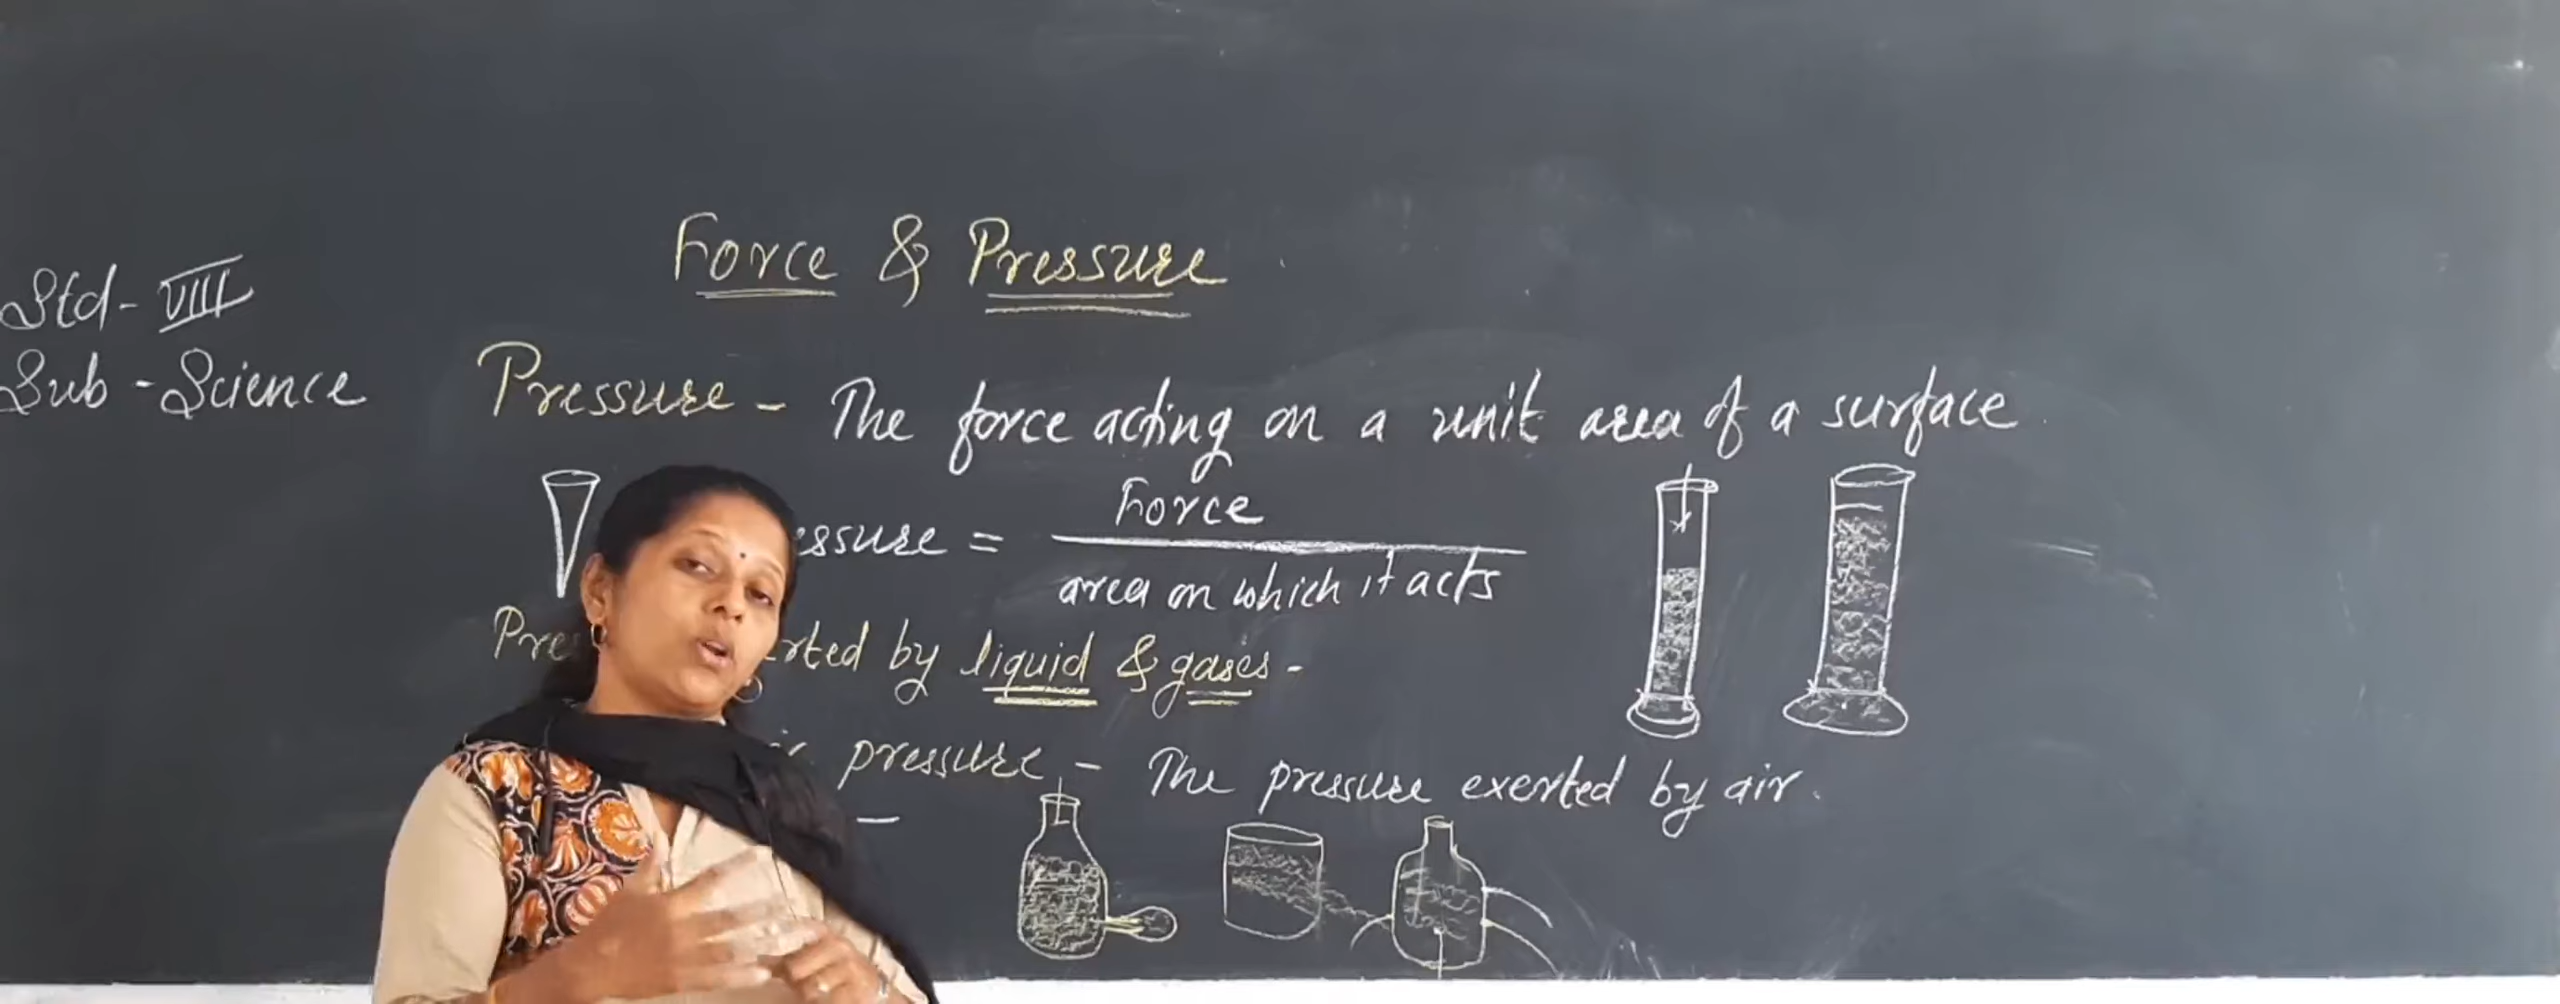 Force & Pressure
Std - VIII
Sub - Science
Pressure - The force acting on a unit area of a surface
essure = Force
area on which it acts
Pre rted by liquid & gases -
pressure - The pressure exerted by air.